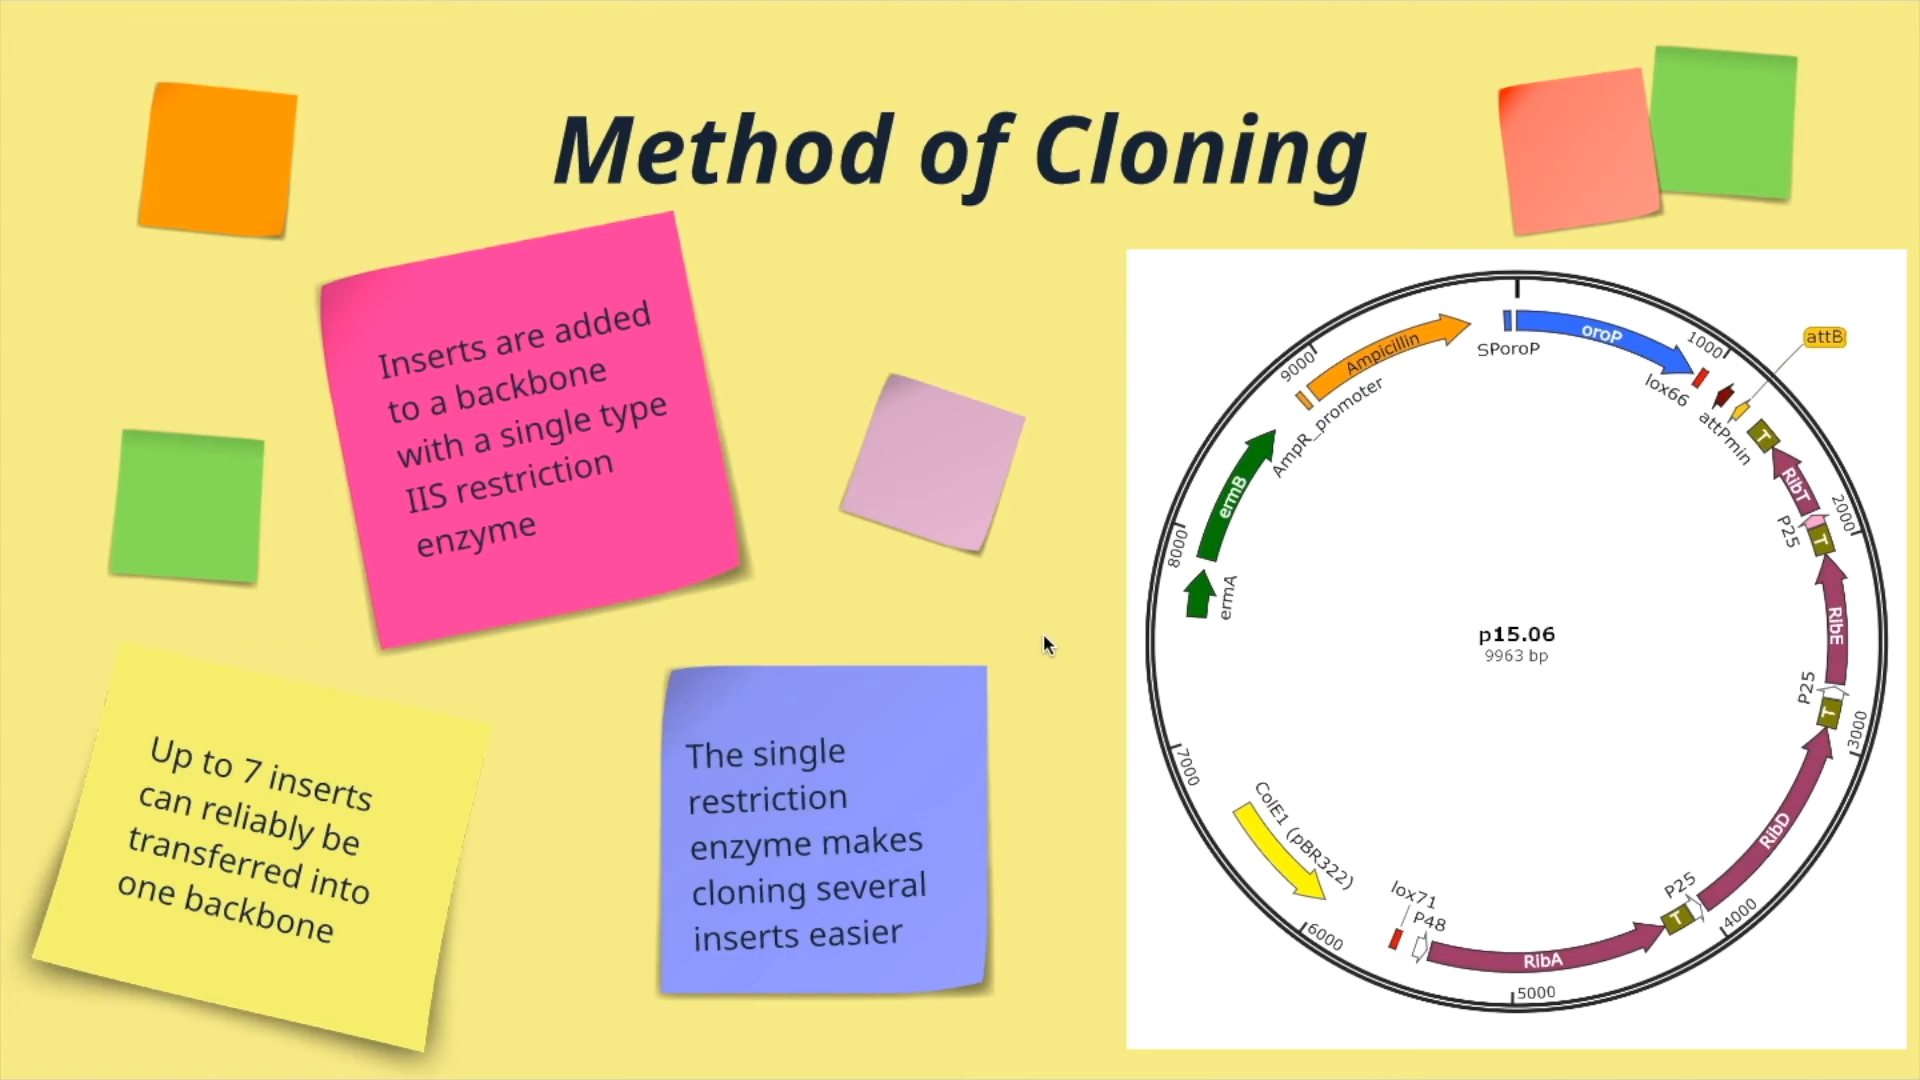 Method of Cloning
Inserts are added
to a backbone
with a single type
IIS restriction
enzyme
Up to 7 inserts
can reliably be
transferred into
one backbone
The single
restriction
enzyme makes
cloning several
inserts easier
p15.06
9963 bp
SPoroP
oroP
1000
lox66
attPmin
attB
T
RibT
2000
P25
T
RibE
P25
T
3000
RibD
4000
P25
T
RibA
5000
P48
lox71
6000
ColE1 (pBR322)
7000
8000
ermA
ermB
9000
AmpR_promoter
Ampicillin